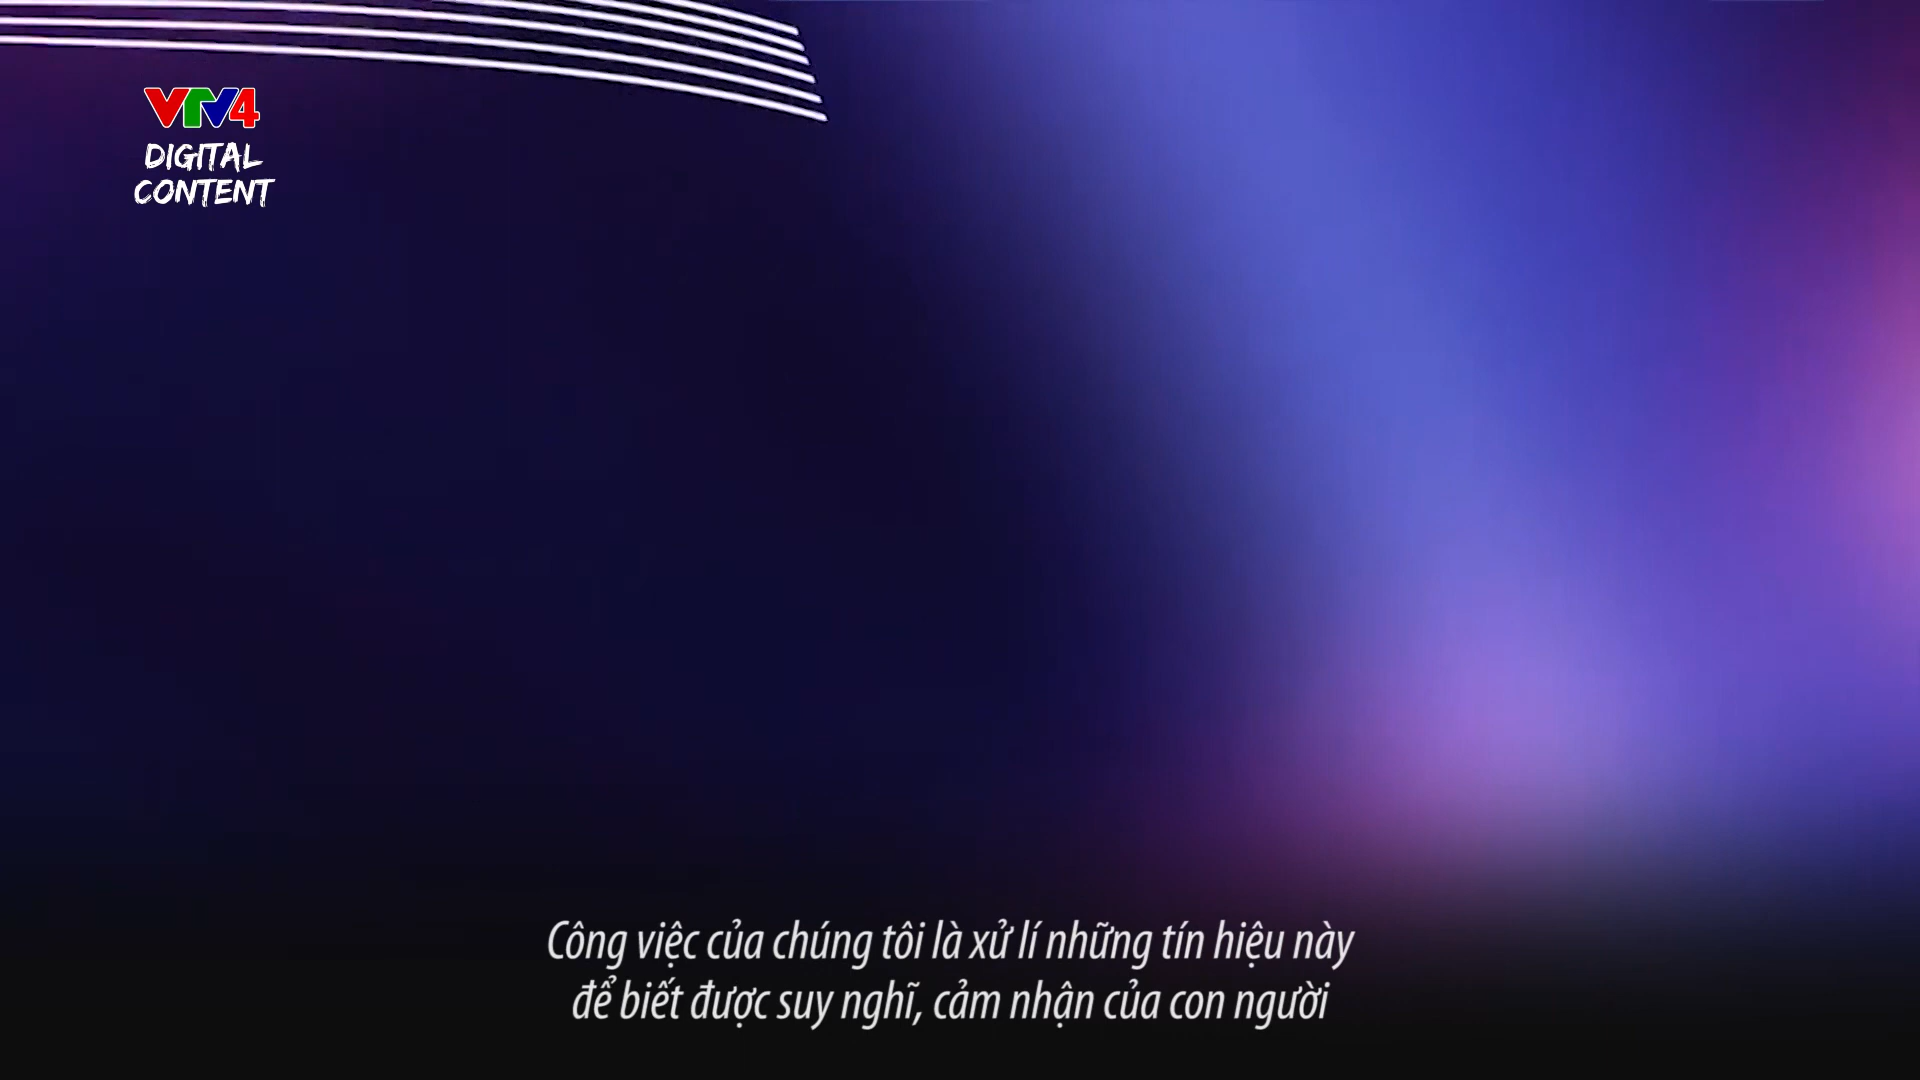 VTV4
DIGITAL
CONTENT
Công việc của chúng tôi là xử lí những tín hiệu này
để biết được suy nghĩ, cảm nhận của con người